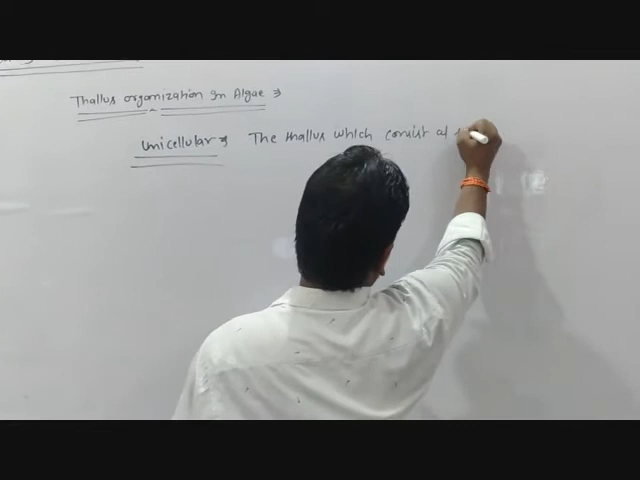 Thallus organization In Algae ⇒
Unicellular ⇒ The thallus which consist of